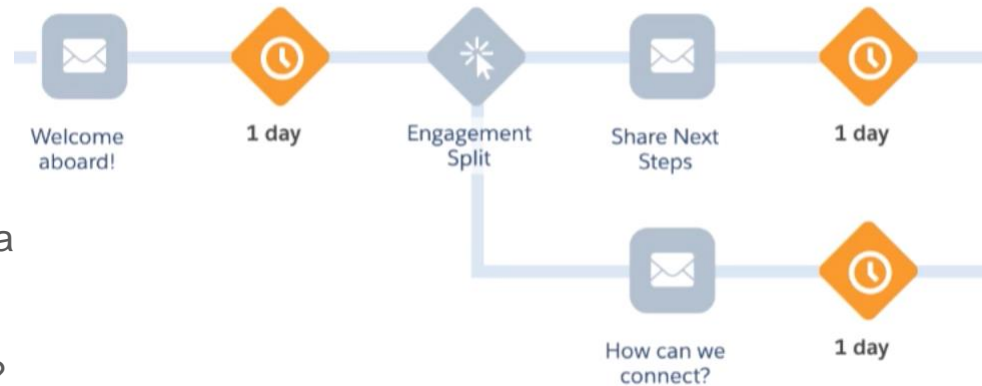 Welcome
aboard!
1 day
Engagement
Split
Share Next
Steps
1 day
a
?
How can we
connect?
1 day